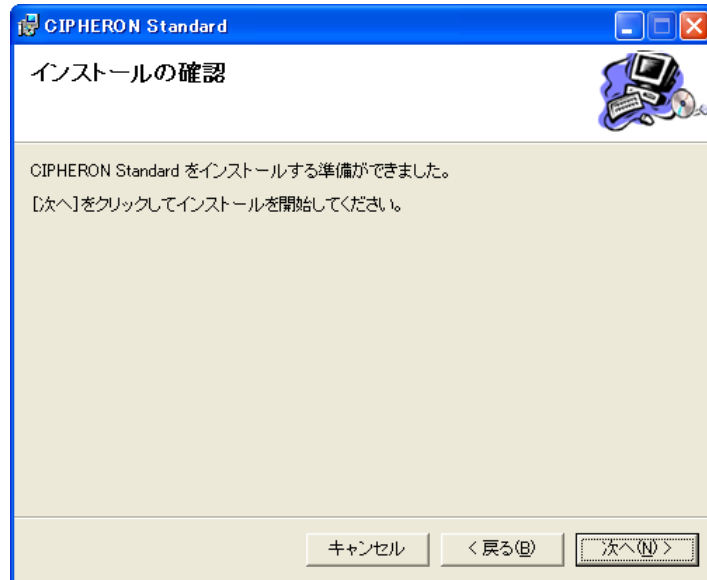 CIPHERON Standard
インストールの確認
CIPHERON Standard をインストールする準備ができました。
[次へ]をクリックしてインストールを開始してください。
キャンセル
< 戻る(B)
次へ(N) >